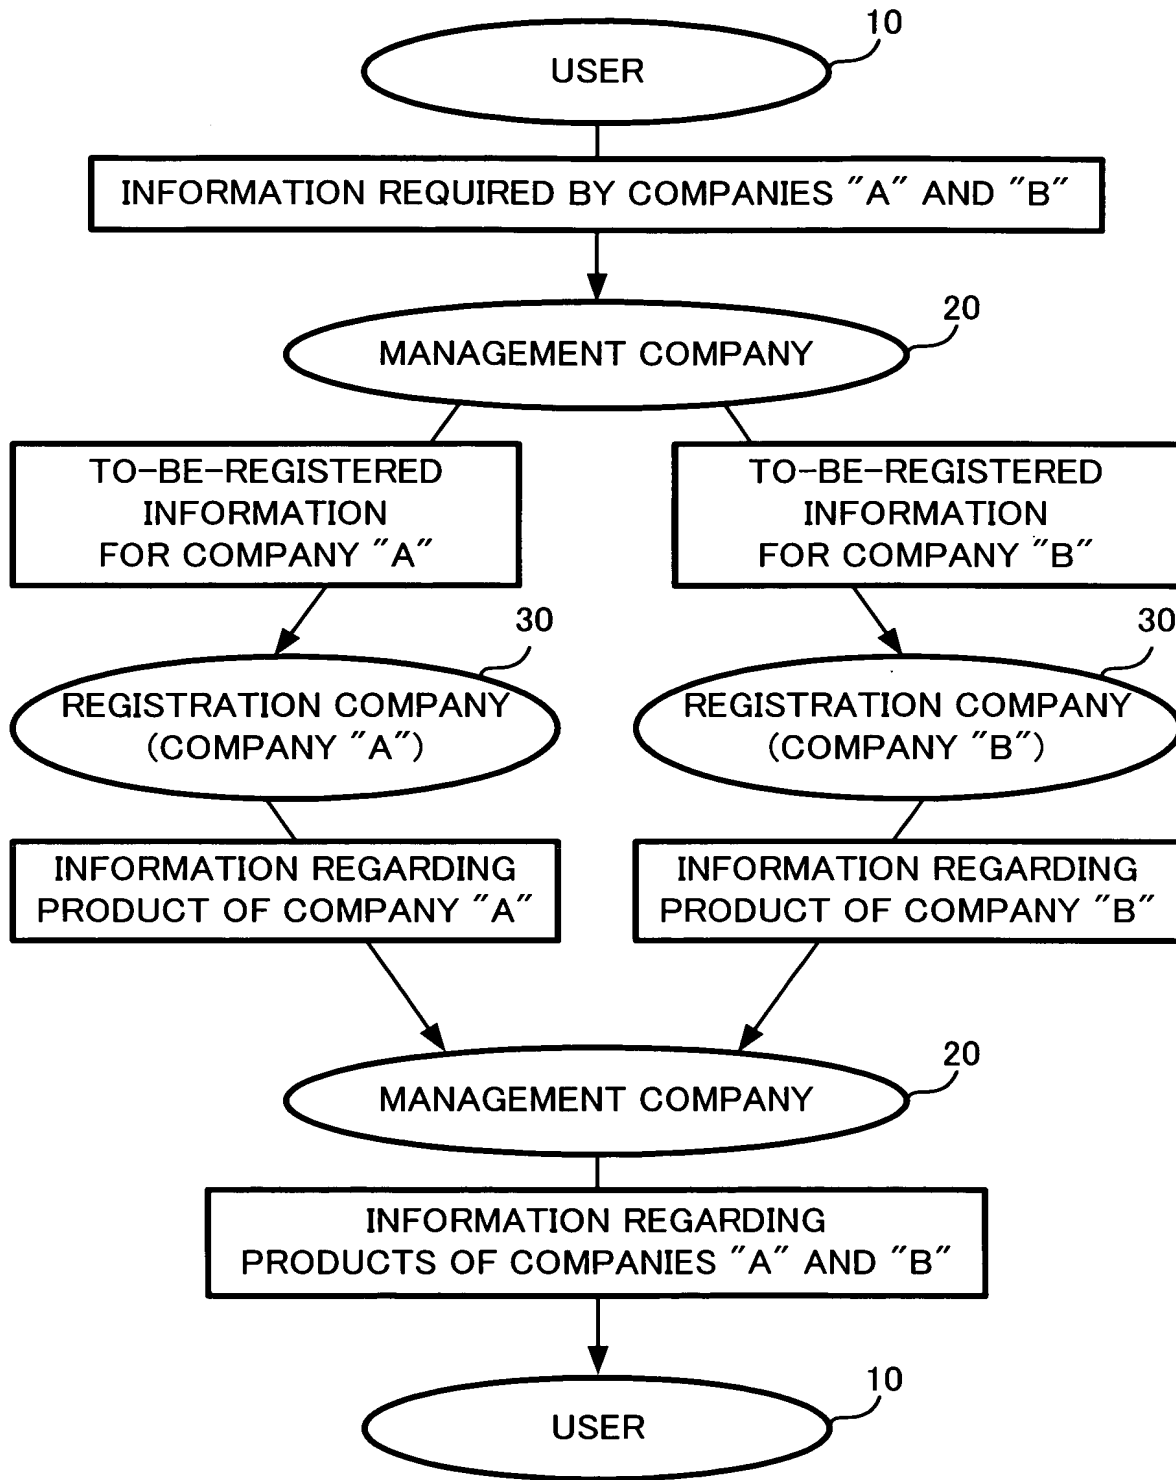 10
USER
INFORMATION REQUIRED BY COMPANIES "A" AND "B"
20
MANAGEMENT COMPANY
TO-BE-REGISTERED
INFORMATION
FOR COMPANY "A"
TO-BE-REGISTERED
INFORMATION
FOR COMPANY "B"
30
REGISTRATION COMPANY
(COMPANY "A")
30
REGISTRATION COMPANY
(COMPANY "B")
INFORMATION REGARDING
PRODUCT OF COMPANY "A"
INFORMATION REGARDING
PRODUCT OF COMPANY "B"
20
MANAGEMENT COMPANY
INFORMATION REGARDING
PRODUCTS OF COMPANIES "A" AND "B"
10
USER